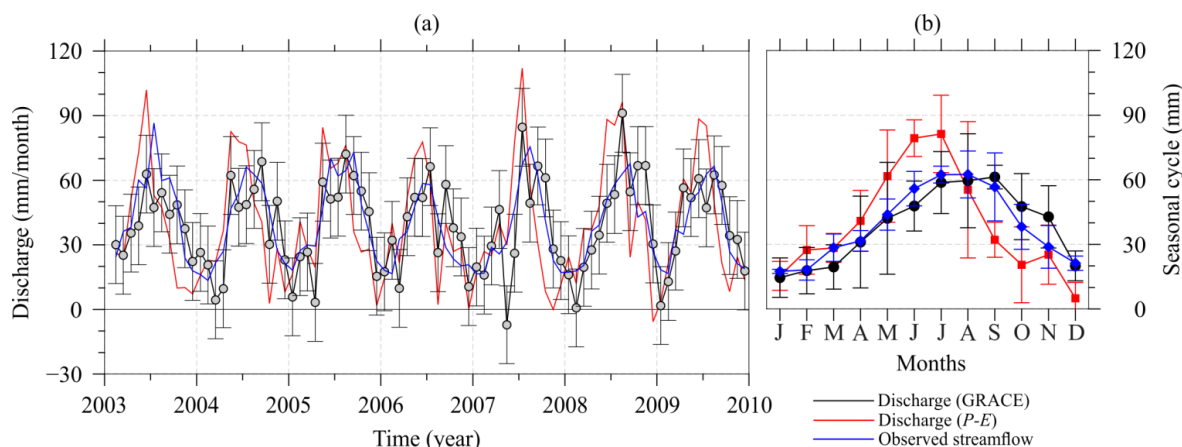 (a)
(b)
120
90
60
30
0
−30
Discharge (mm/month)
2003 2004 2005 2006 2007 2008 2009 2010
Time (year)
J F M A M J J A S O N D
Months
120
90
60
30
0
Seasonal cycle (mm)
Discharge (GRACE)
Discharge (P-E)
Observed streamflow